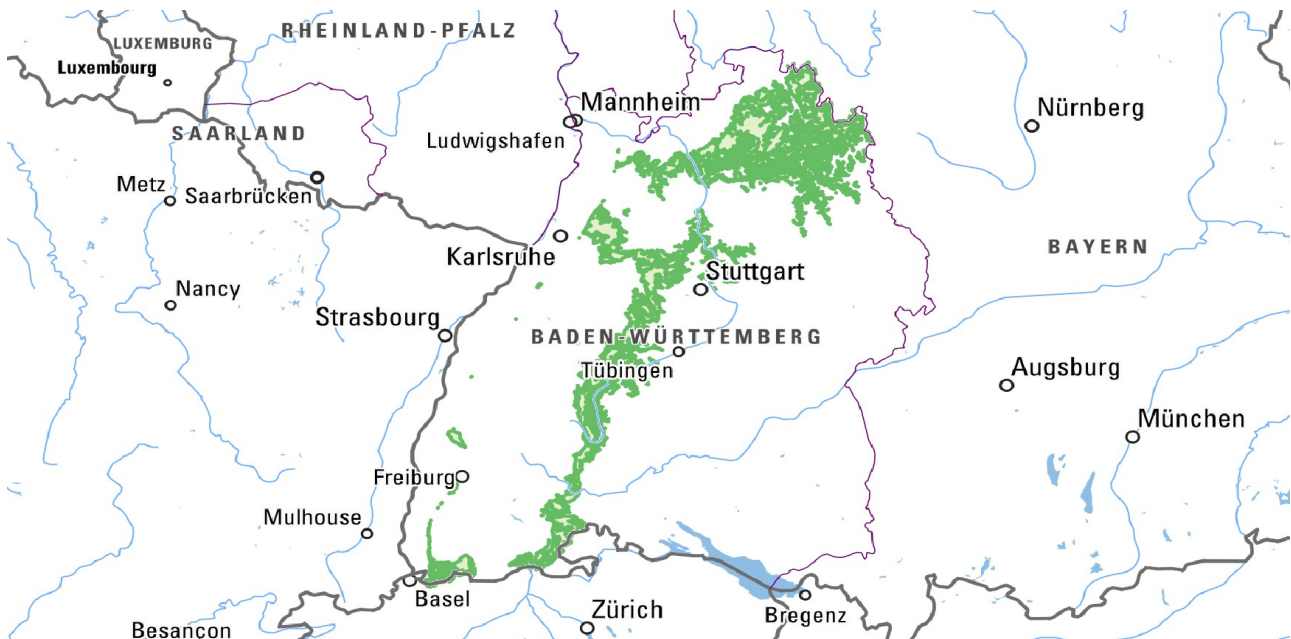 RHEINLAND-PFALZ
LUXEMBURG
Luxembourg
Mannheim
Nürnberg
SAARLAND
Ludwigshafen
Metz
Saarbrücken
Karlsruhe
BAYERN
Stuttgart
Nancy
Strasbourg
BADEN-WÜRTTEMBERG
Tübingen
Augsburg
München
Freiburg
Mulhouse
Basel
Zürich
Bregenz
Besancon